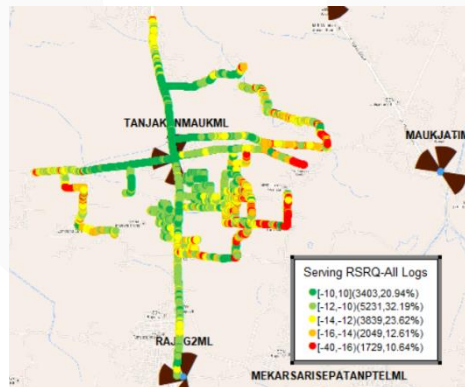 TANJAKANMAUKML
MAUKJATIM
Serving RSRQ-All Logs
[-10,10](3403,20.94%)
[-12,-10)(5231,32.19%)
[-14,-12)(3839,23.62%)
[-16,-14)(2049,12.61%)
[-40,-16)(1729,10.64%)
RAJEG2ML
MEKARSARISEPATANPTELML